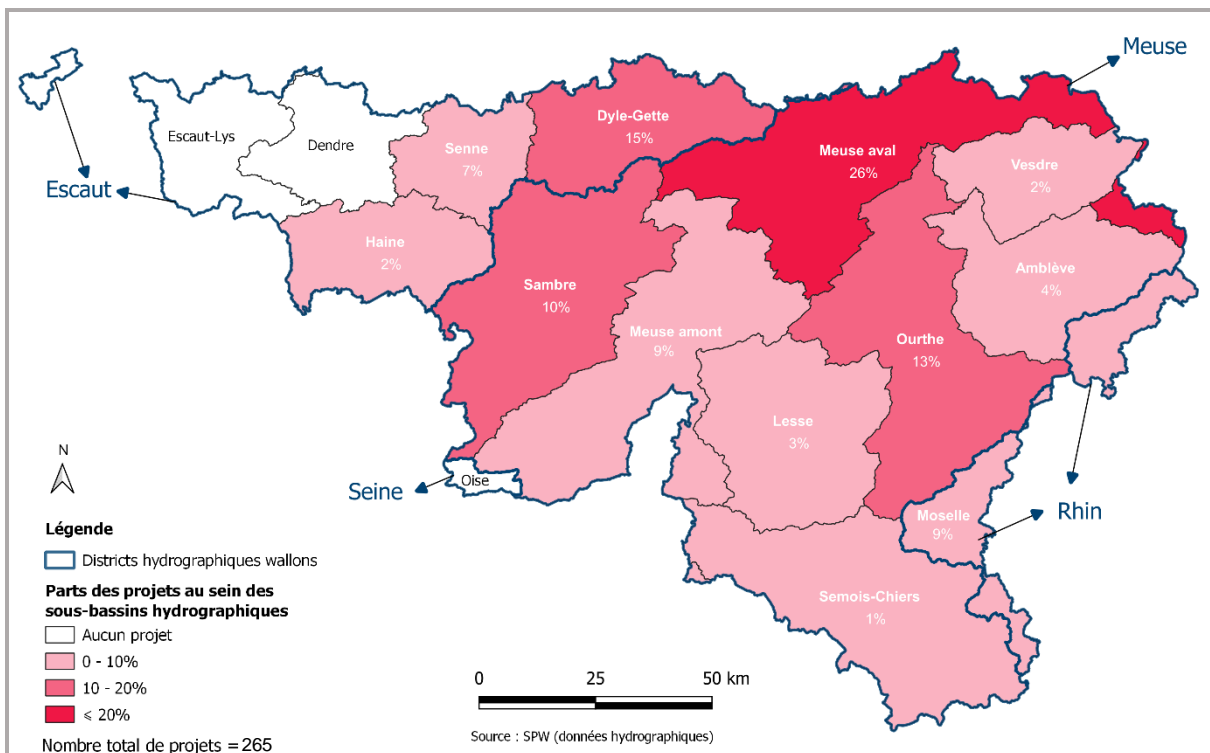 Meuse
Escaut-Lys
Dendre
Senne
7%
Dyle-Gette
15%
Meuse aval
26%
Vesdre
2%
Escaut
Haine
2%
Sambre
10%
Meuse amont
9%
Amblève
4%
Ourthe
13%
Lesse
3%
N
Seine
Oise
Moselle
9%
Rhin
Semois-Chiers
1%
Légende
Districts hydrographiques wallons
Parts des projets au sein des
sous-bassins hydrographiques
Aucun projet
0 - 10%
10 - 20%
⩽ 20%
Nombre total de projets = 265
0 25 50 km
Source : SPW (données hydrographiques)